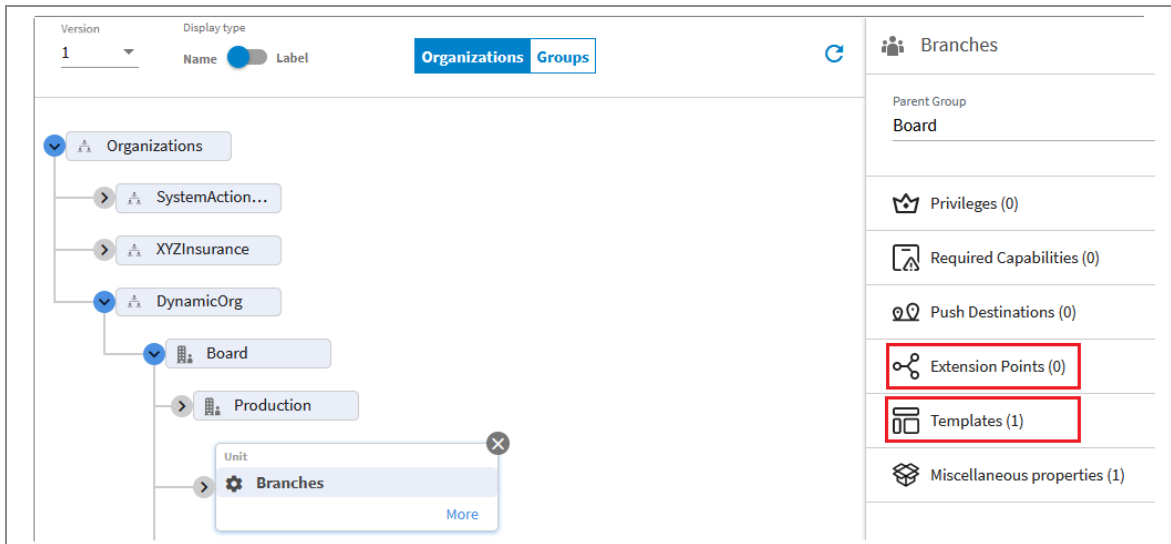 Version
1
Display type
Name Label
Organizations Groups
Organizations
SystemAction...
XYZInsurance
DynamicOrg
Board
Production
Unit
Branches
More
Branches
Parent Group
Board
Privileges (0)
Required Capabilities (0)
Push Destinations (0)
Extension Points (0)
Templates (1)
Miscellaneous properties (1)